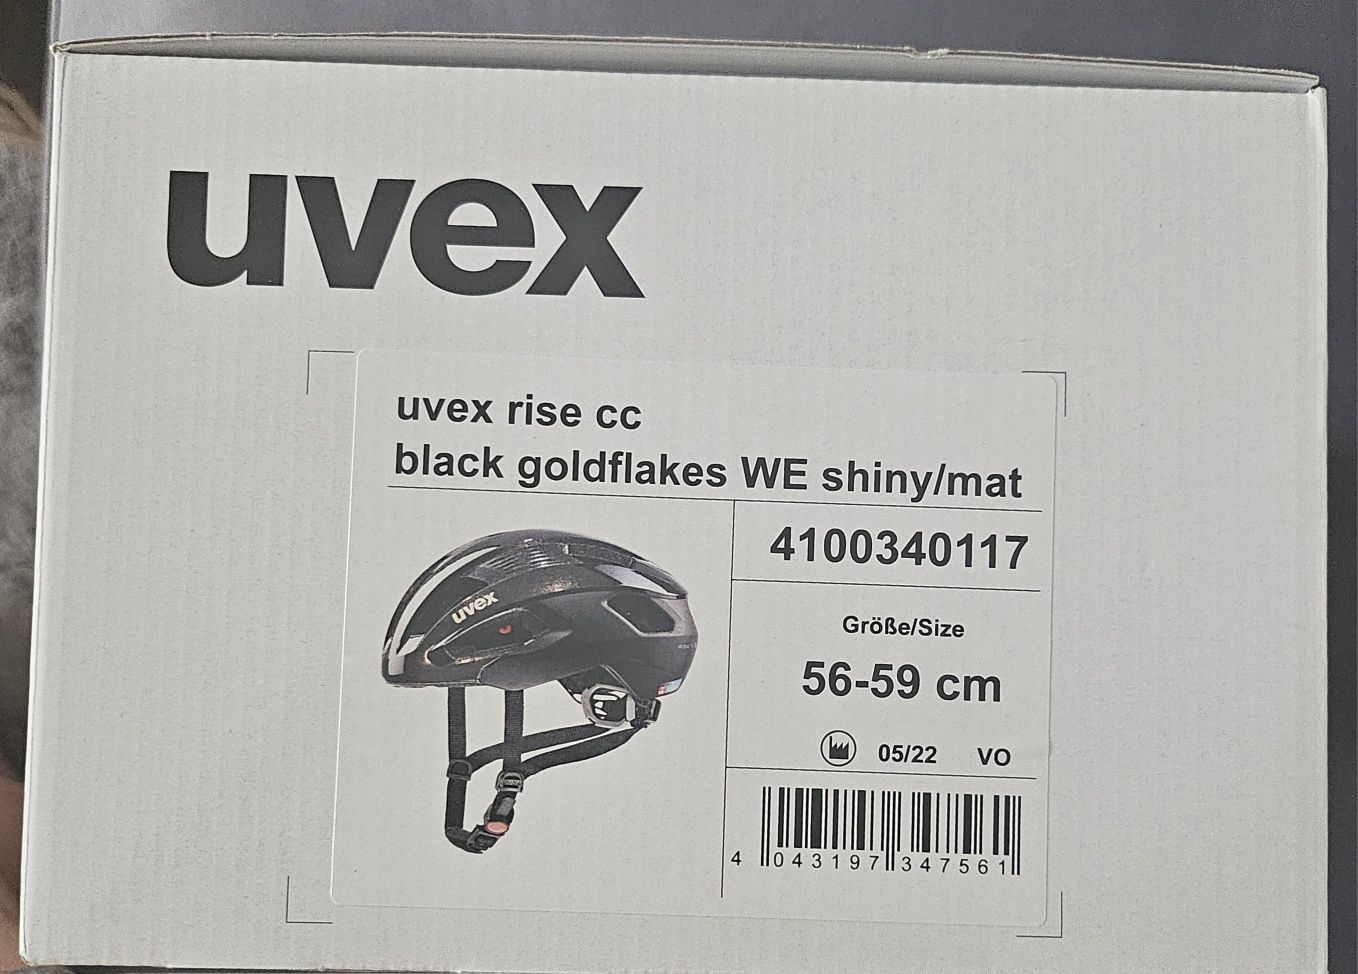 uvex
uvex rise cc
black goldflakes WE shiny/mat
uvex
4100340117
Größe/Size
56-59 cm
05/22 VO
4 043197 347561